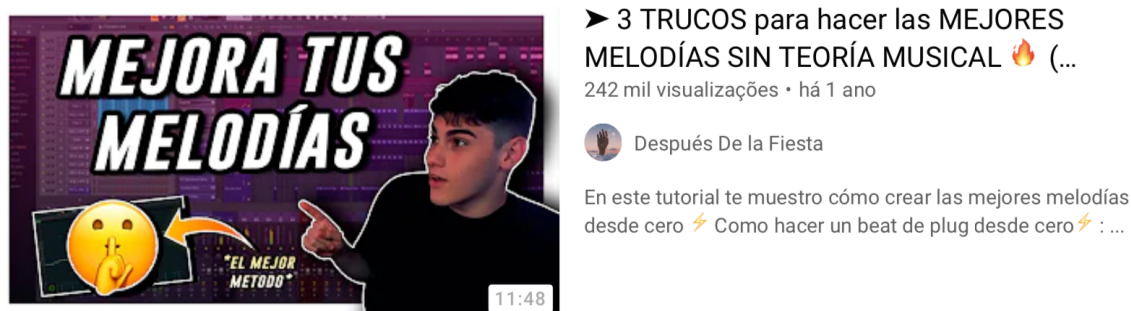 MEJORA TUS
MELODÍAS
"EL MEJOR
METODO"
11:48
➤ 3 TRUCOS para hacer las MEJORES
MELODÍAS SIN TEORÍA MUSICAL 🔥 (...
242 mil visualizações • há 1 ano
Después De la Fiesta
En este tutorial te muestro cómo crear las mejores melodías
desde cero ⚡ Como hacer un beat de plug desde cero⚡ : ...